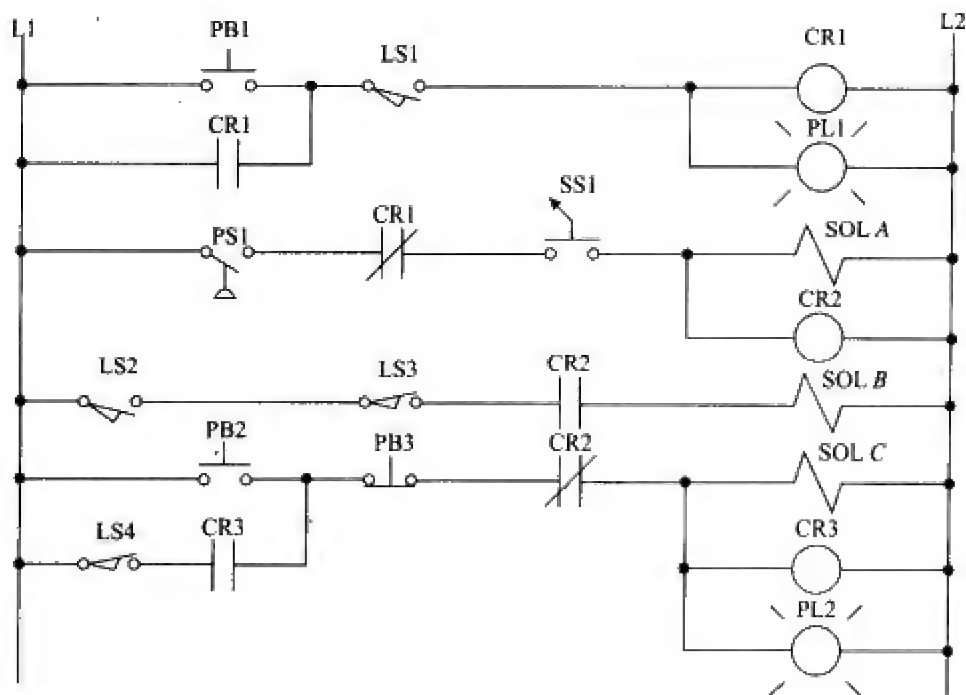 L1
L2
PB1
LS1
CR1
CR1
PL1
SS1
PS1
CR1
SOL A
CR2
LS2
LS3
CR2
SOL B
PB2
PB3
CR2
SOL C
LS4
CR3
CR3
PL2